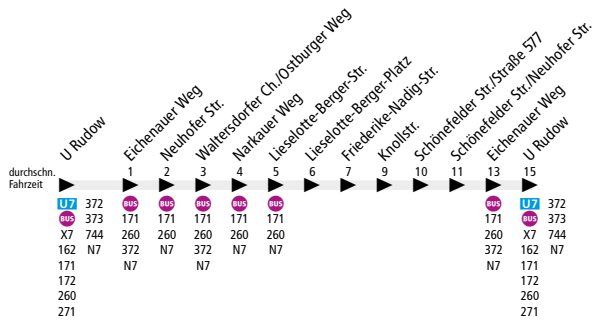 U Rudow
Eichenauer Weg
Neuhofer Str.
Waltersdorfer Ch./Ostburger Weg
Narkauer Weg
Lieselotte-Berger-Str.
Lieselotte-Berger-Platz
Friederike-Nadig-Str.
Knollstr.
Schönefelder Str./Straße 577
Schönefelder Str./Neuhofer Str.
Eichenauer Weg
U Rudow
durchschn.
Fahrzeit
1 2 3 4 5 6 7 9 10 11 13 15
U7 372 BUS BUS BUS BUS BUS BUS U7 372
BUS 373 171 171 171 171 171 171 BUS 373
X7 744 260 260 260 260 260 260 X7 744
162 N7 372 N7 372 N7 N7 372 162 N7
171 N7 N7 N7 171
172 172
260 260
271 271